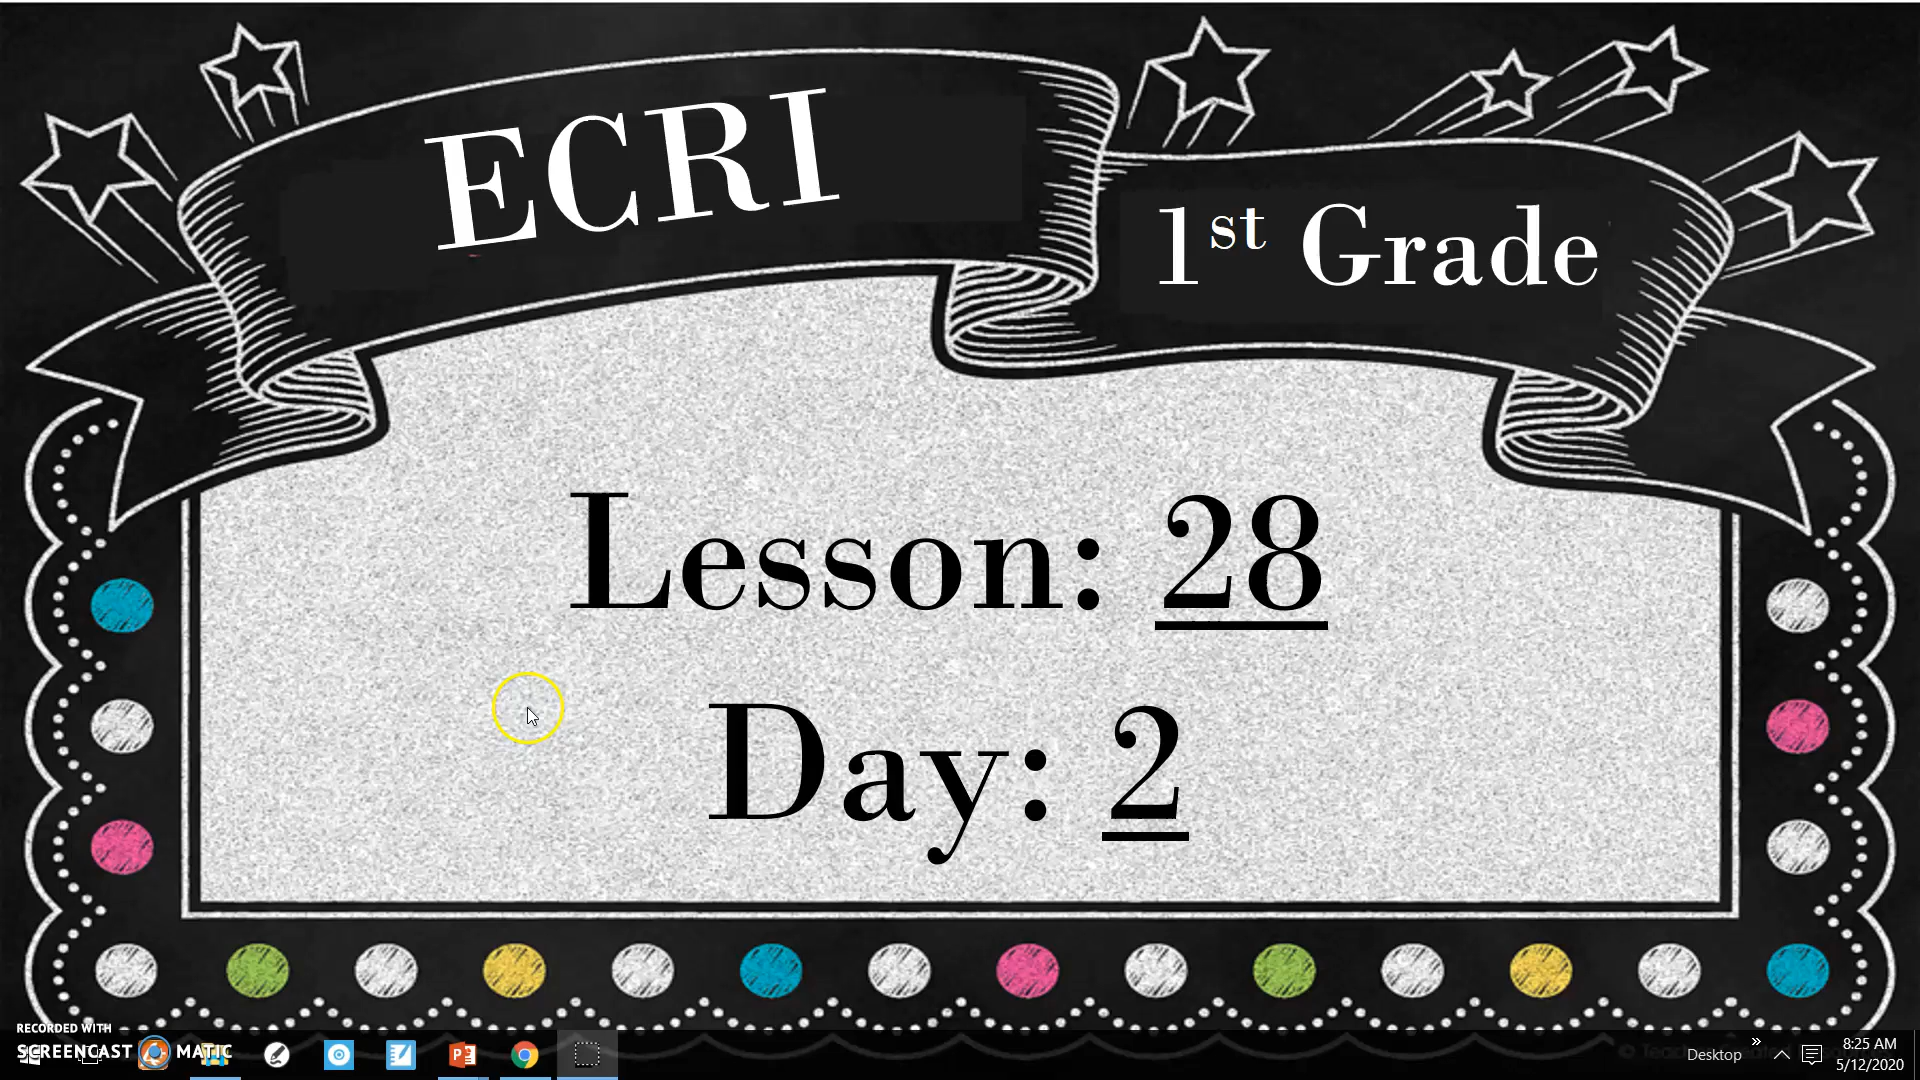 ECRI
1st Grade
Lesson: 28
Day: 2
RECORDED WITH
SCREENCAST MATIC
Desktop
8:25 AM
5/12/2020